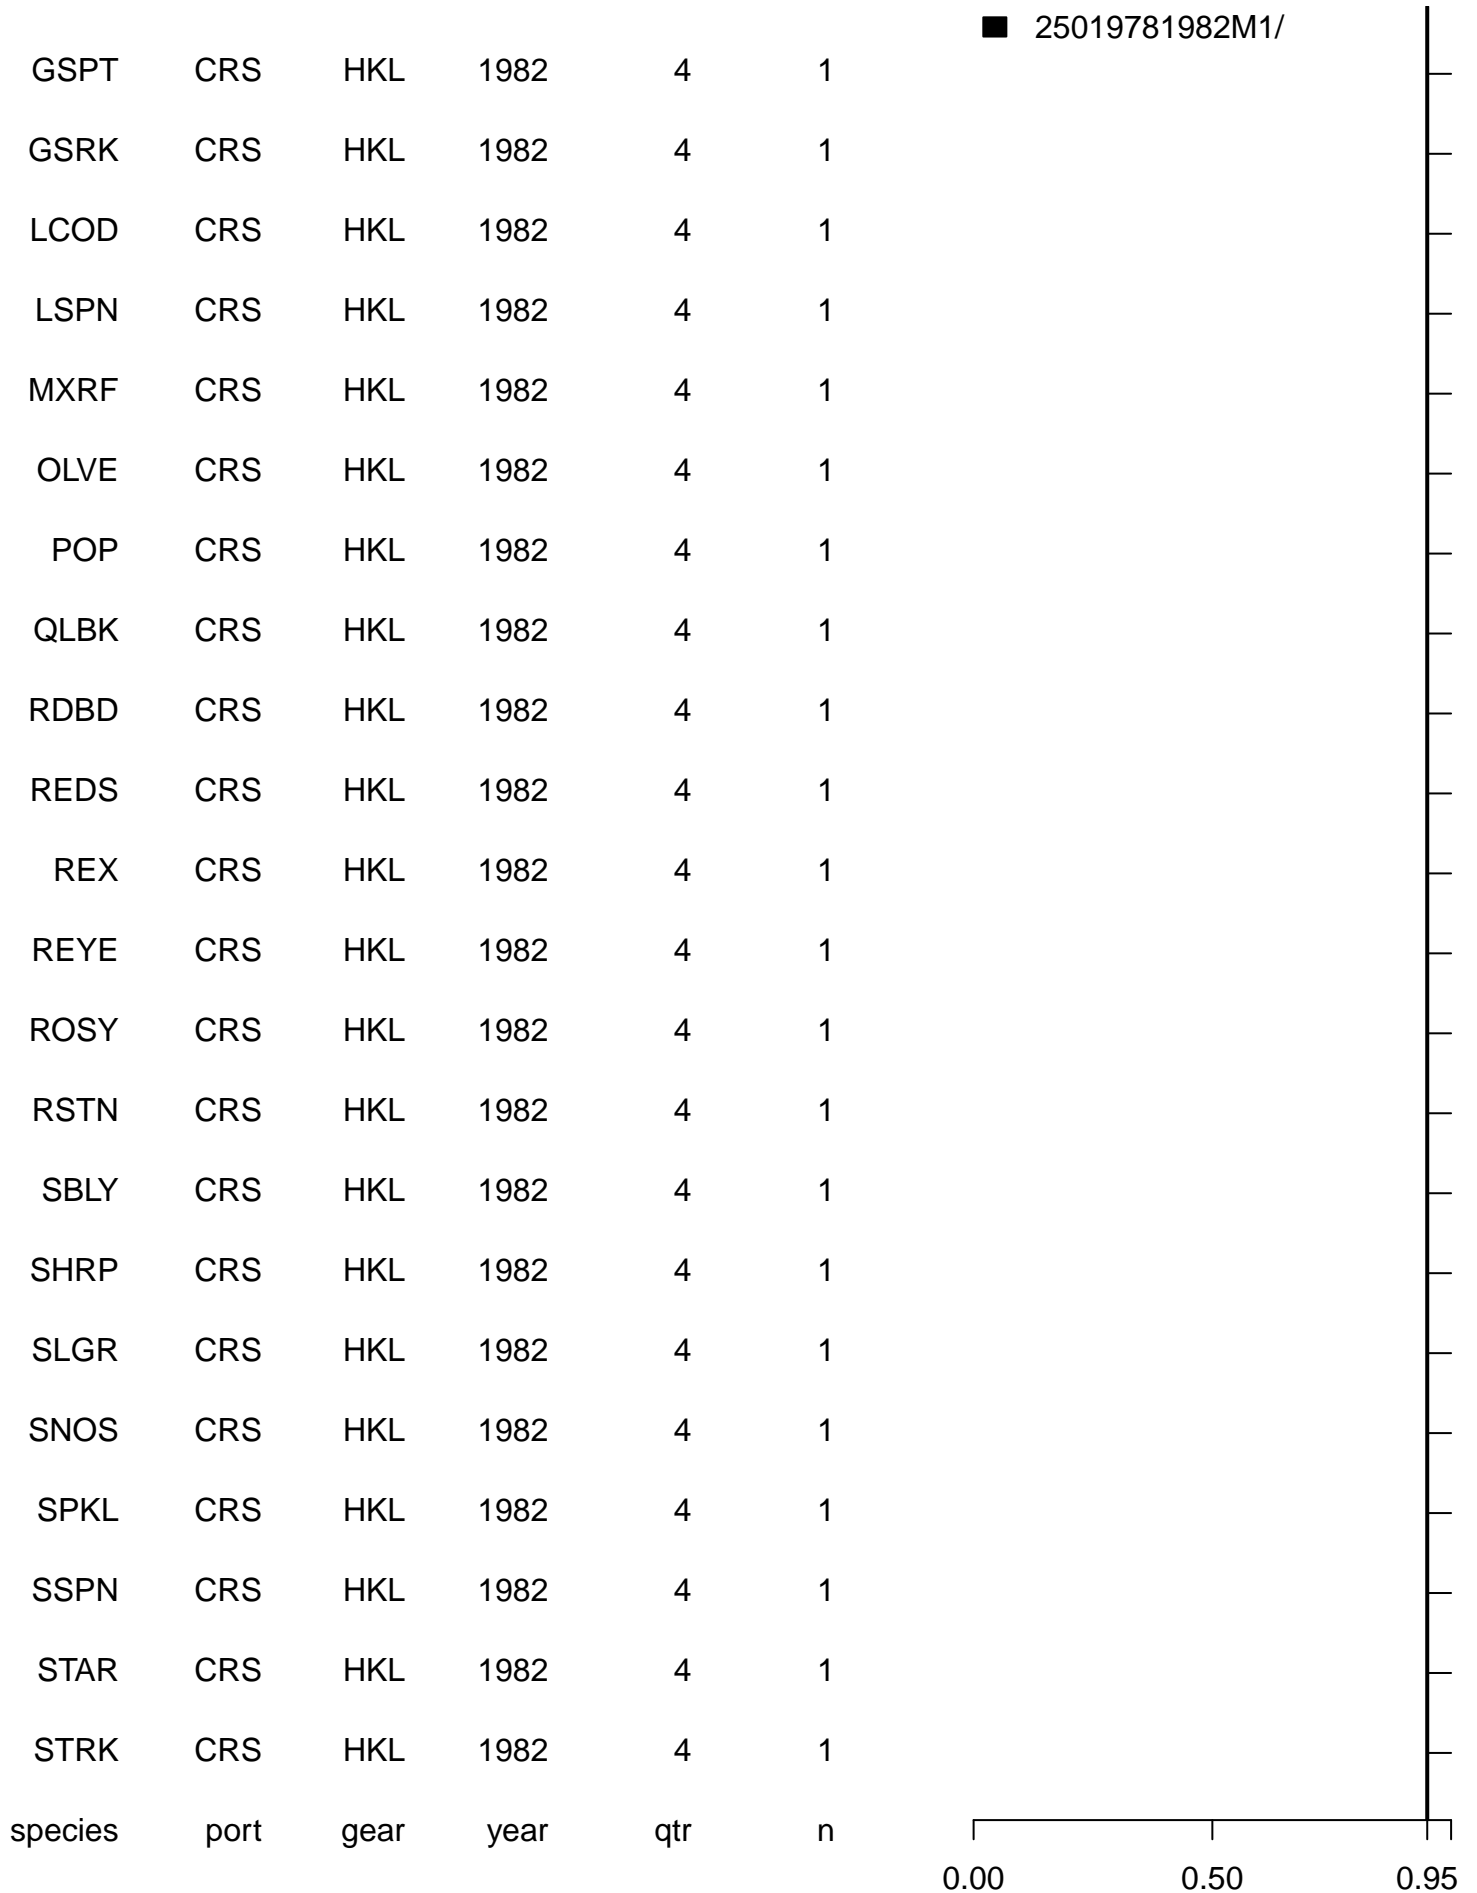 25019781982M1/
GSPT CRS HKL 1982 4 1
GSRK CRS HKL 1982 4 1
LCOD CRS HKL 1982 4 1
LSPN CRS HKL 1982 4 1
MXRF CRS HKL 1982 4 1
OLVE CRS HKL 1982 4 1
POP CRS HKL 1982 4 1
QLBK CRS HKL 1982 4 1
RDBD CRS HKL 1982 4 1
REDS CRS HKL 1982 4 1
REX CRS HKL 1982 4 1
REYE CRS HKL 1982 4 1
ROSY CRS HKL 1982 4 1
RSTN CRS HKL 1982 4 1
SBLY CRS HKL 1982 4 1
SHRP CRS HKL 1982 4 1
SLGR CRS HKL 1982 4 1
SNOS CRS HKL 1982 4 1
SPKL CRS HKL 1982 4 1
SSPN CRS HKL 1982 4 1
STAR CRS HKL 1982 4 1
STRK CRS HKL 1982 4 1
species port gear year qtr n
0.00 0.50 0.95